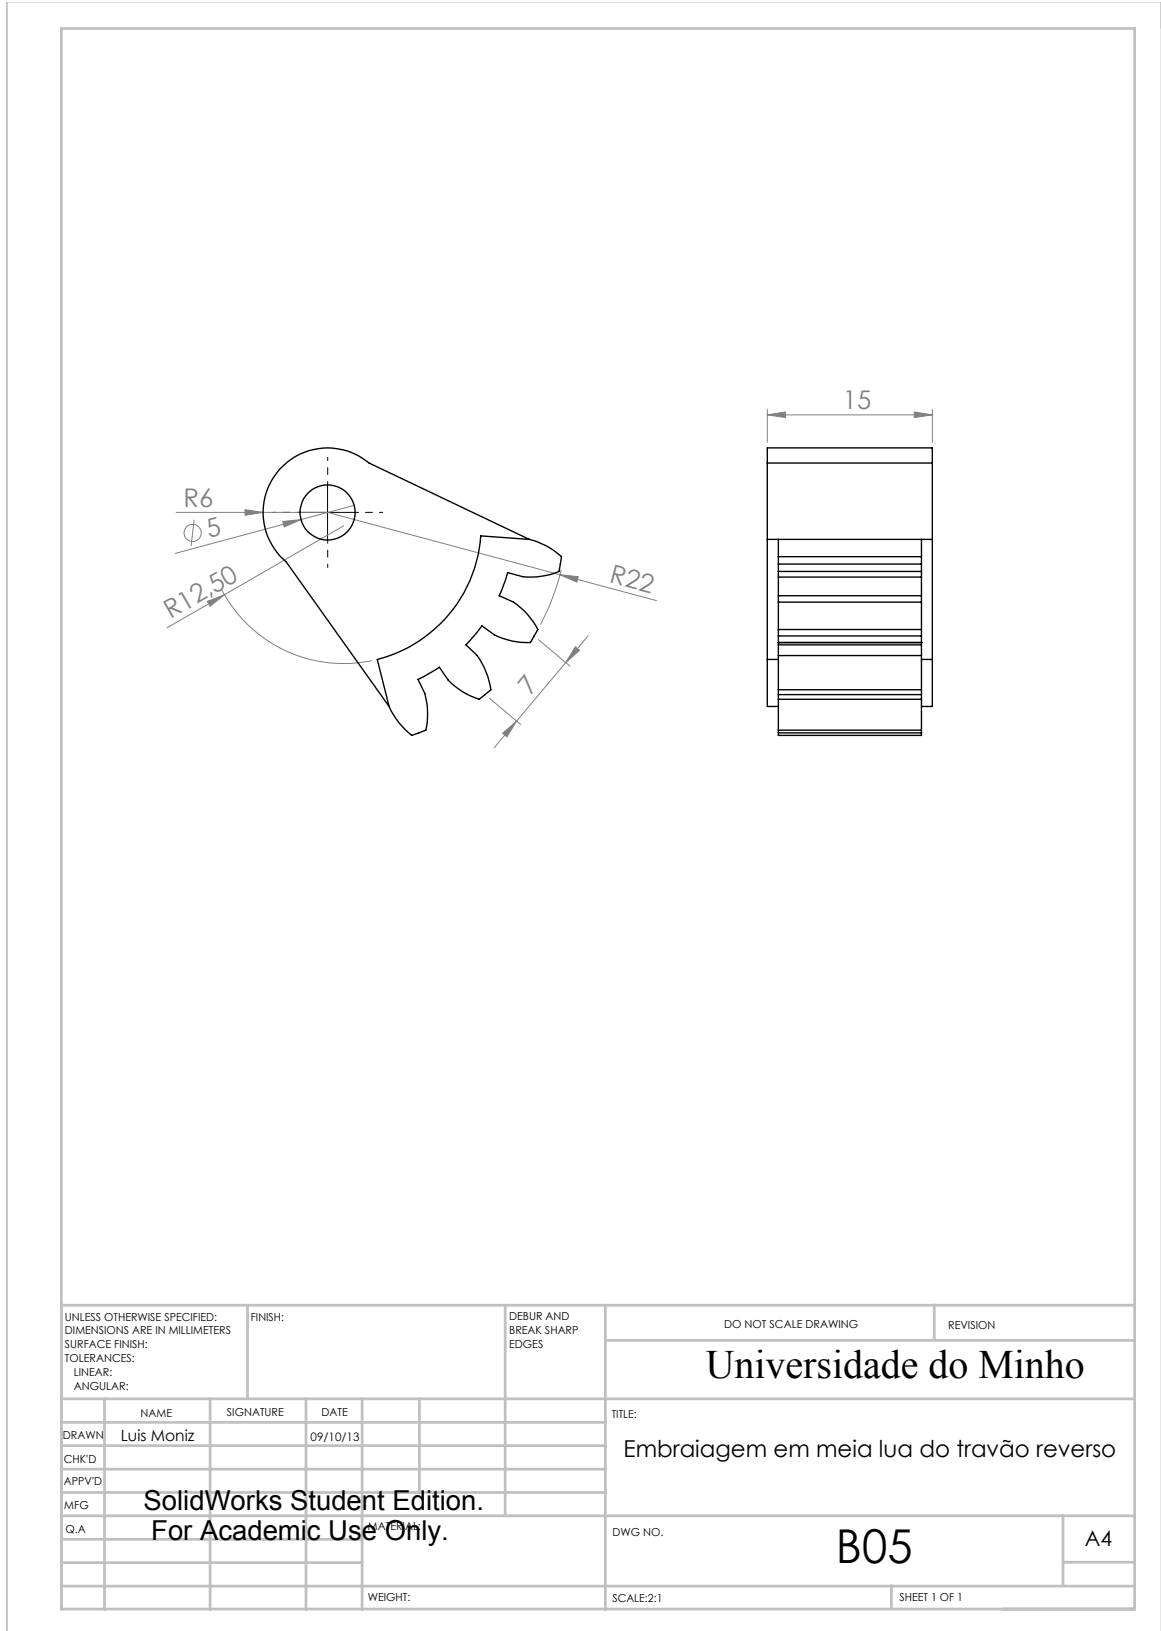 15
R6
∅5
R12,50
R22
7
UNLESS OTHERWISE SPECIFIED:
DIMENSIONS ARE IN MILLIMETERS
SURFACE FINISH:
TOLERANCES:
LINEAR:
ANGULAR:
FINISH:
DEBUR AND
BREAK SHARP
EDGES
DO NOT SCALE DRAWING
REVISION
Universidade do Minho
NAME
SIGNATURE
DATE
TITLE:
DRAWN
Luis Moniz
09/10/13
Embraiagem em meia lua do travão reverso
CHK'D
APPV'D
MFG
SolidWorks Student Edition.
Q.A
For Academic Use Only.
MATERIAL:
DWG NO.
B05
A4
WEIGHT:
SCALE:2:1
SHEET 1 OF 1